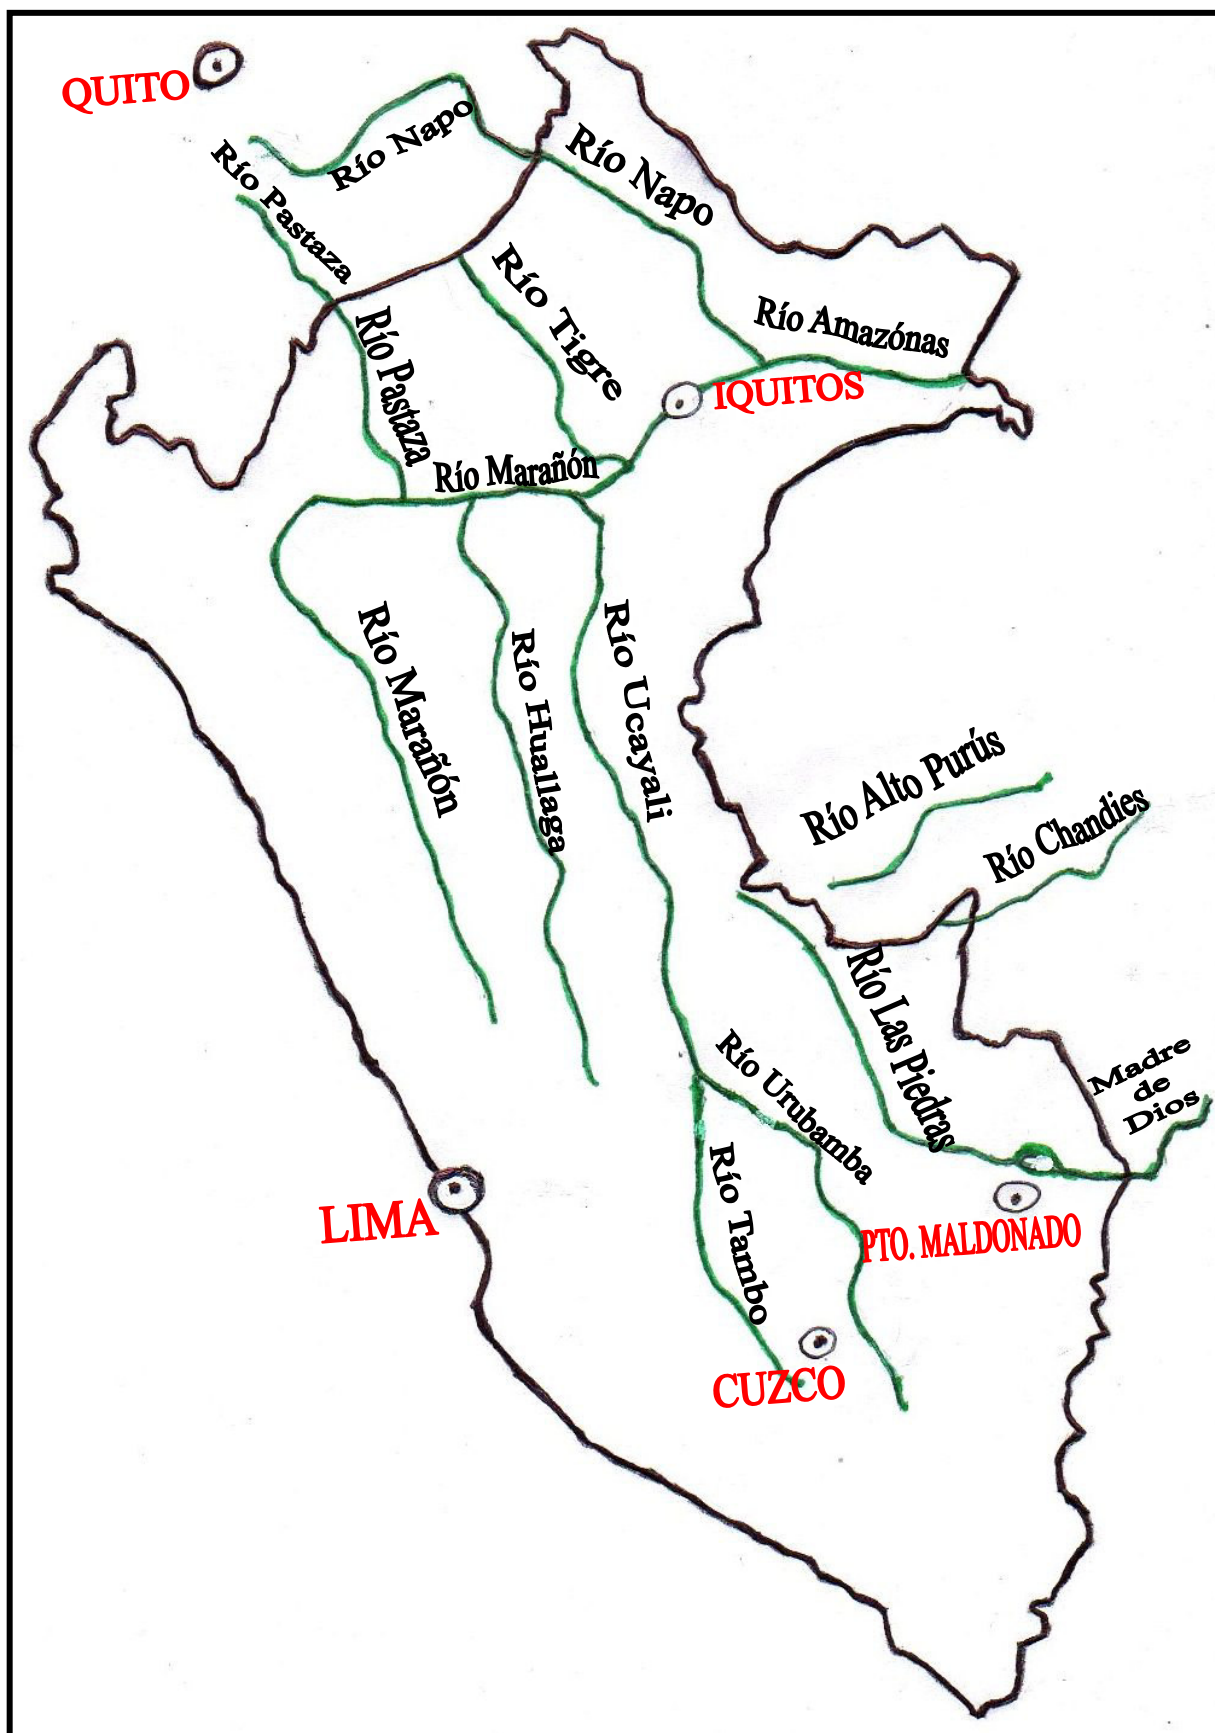 QUITO
Río Napo
Río Napo
Río Pastaza
Río Pastaza
Río Tigre
Río Amazónas
IQUITOS
Río Marañón
Río Marañón
Río Huallaga
Río Ucayali
Río Alto Purús
Río Chandies
Río Las Piedras
Madre
de
Dios
Río Urubamba
Río Tambo
LIMA
PTO. MALDONADO
CUZCO